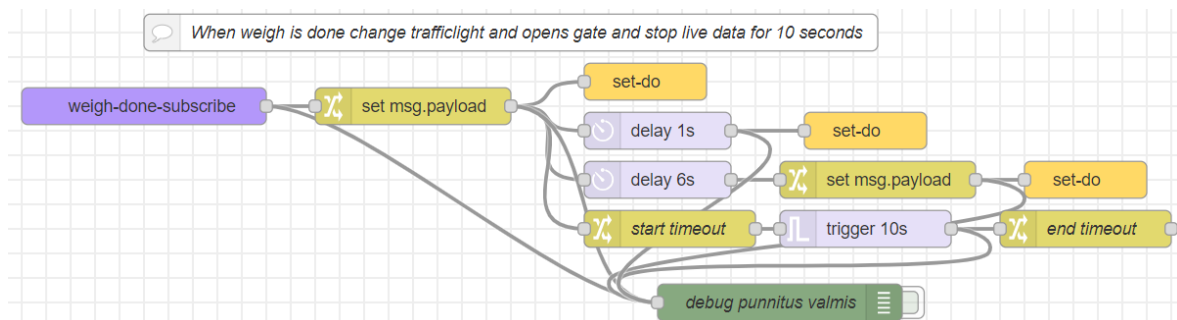 When weigh is done change trafficlight and opens gate and stop live data for 10 seconds
set-do
weigh-done-subscribe
set msg.payload
delay 1s
set-do
delay 6s
set msg.payload
set-do
start timeout
trigger 10s
end timeout
debug punnitus valmis